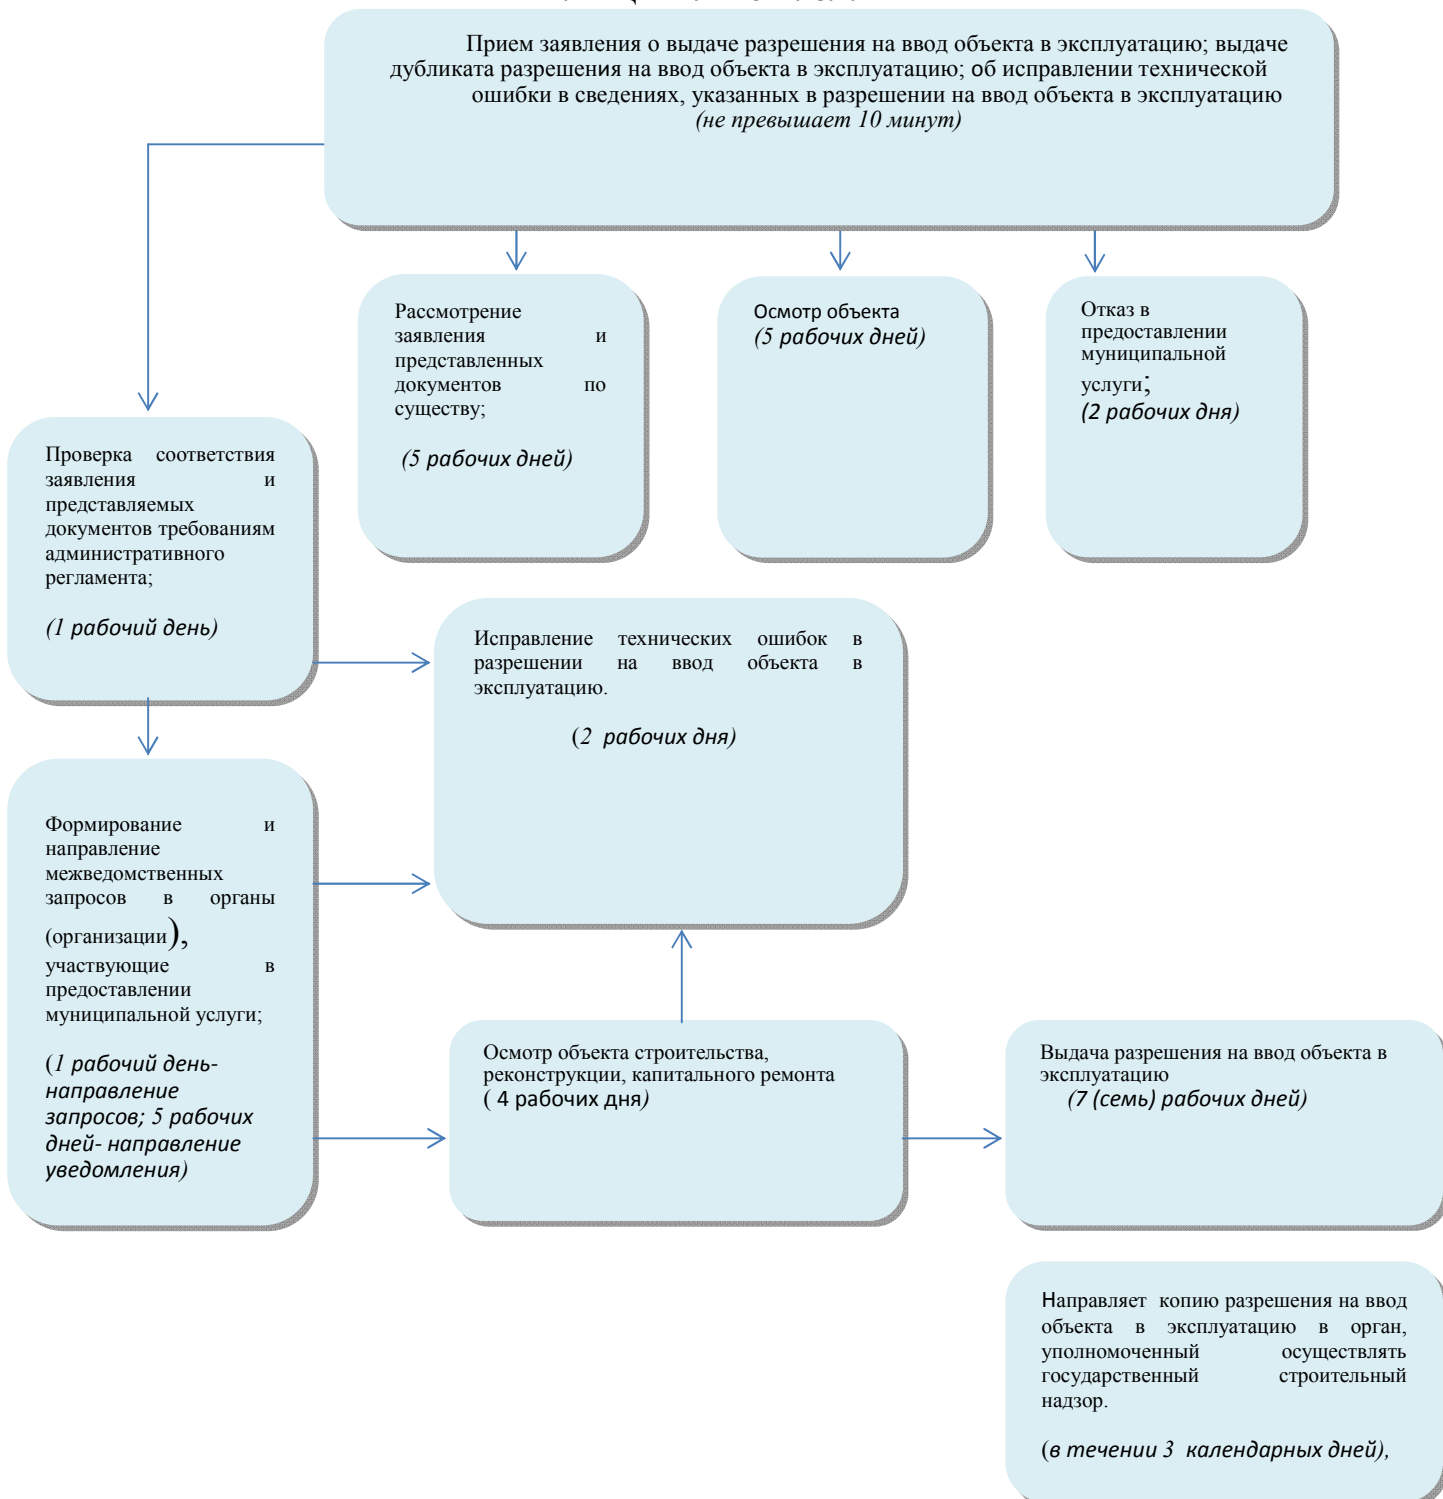 Прием заявления о выдаче разрешения на ввод объекта в эксплуатацию; выдаче
дубликата разрешения на ввод объекта в эксплуатацию; об исправлении технической
ошибки в сведениях, указанных в разрешении на ввод объекта в эксплуатацию
(не превышает 10 минут)
Рассмотрение
заявления и
представленных
документов по
существу;
(5 рабочих дней)
Осмотр объекта
(5 рабочих дней)
Отказ в
предоставлении
муниципальной
услуги;
(2 рабочих дня)
Проверка соответствия
заявления и
представляемых
документов требованиям
административного
регламента;
(1 рабочий день)
Исправление технических ошибок в
разрешении на ввод объекта в
эксплуатацию.
(2 рабочих дня)
Формирование и
направление
межведомственных
запросов в органы
(организации),
участвующие в
предоставлении
муниципальной услуги;
(1 рабочий день-
направление
запросов; 5 рабочих
дней- направление
уведомления)
Осмотр объекта строительства,
реконструкции, капитального ремонта
( 4 рабочих дня)
Выдача разрешения на ввод объекта в
эксплуатацию
(7 (семь) рабочих дней)
Направляет копию разрешения на ввод
объекта в эксплуатацию в орган,
уполномоченный осуществлять
государственный строительный
надзор.
(в течении 3 календарных дней),